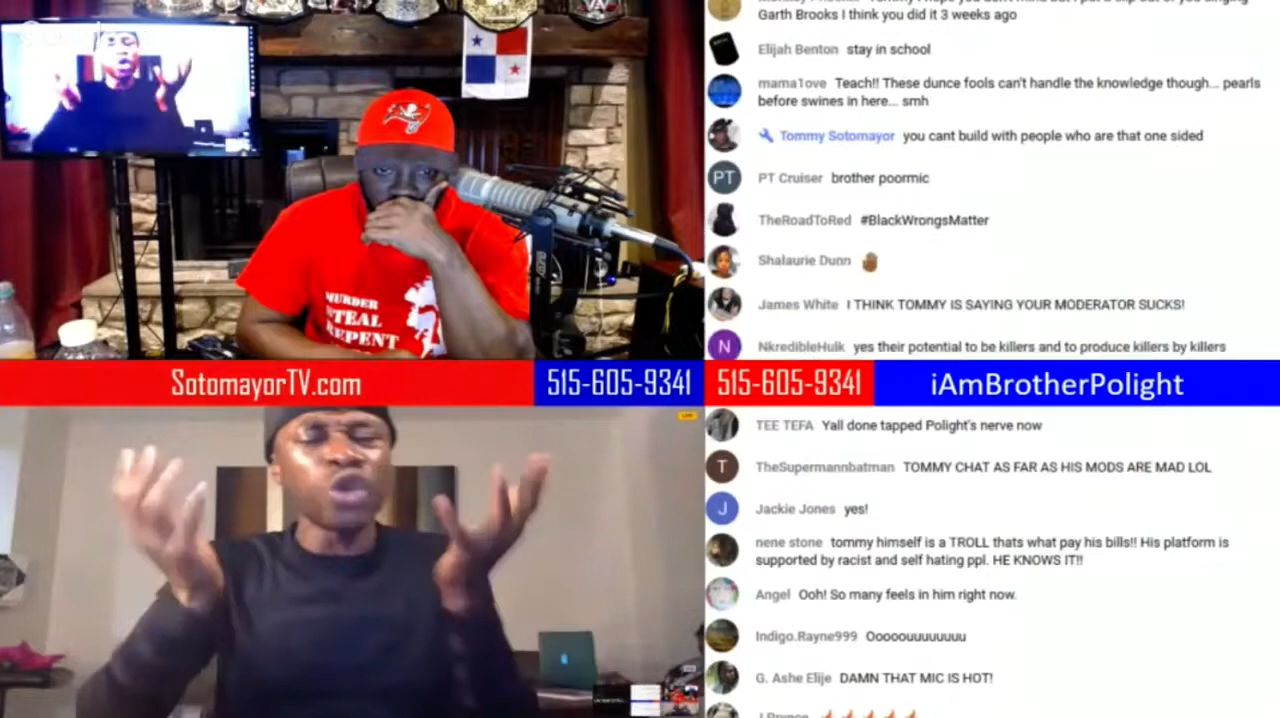 Garth Brooks I think you did it 3 weeks ago
Elijah Benton stay in school
mama1ove Teach!! These dunce fools can't handle the knowledge though... pearls
before swines in here... smh
Tommy Sotomayor you cant build with people who are that one sided
PT
PT Cruiser brother poormic
TheRoadToRed #BlackWrongsMatter
Shalaurie Dunn
James White I THINK TOMMY IS SAYING YOUR MODERATOR SUCKS!
N
NkredibleHulk yes their potential to be killers and to produce killers by killers
MURDER
STEAL
REPENT
SotomayorTV.com
515-605-9341
515-605-9341
iAmBrotherPolight
TEE TEFA Yall done tapped Polight's nerve now
T
TheSupermannbatman TOMMY CHAT AS FAR AS HIS MODS ARE MAD LOL
J
Jackie Jones yes!
nene stone tommy himself is a TROLL thats what pay his bills!! His platform is
supported by racist and self hating ppl. HE KNOWS IT!!
Angel Ooh! So many feels in him right now.
Indigo.Rayne999 Ooooouuuuuuuu
G. Ashe Elije DAMN THAT MIC IS HOT!